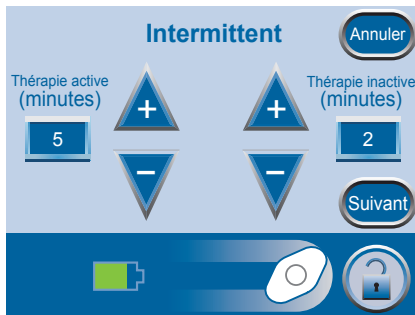 Intermittent
Annuler
Thérapie active
(minutes)
5
+
+
Thérapie inactive
(minutes)
2
−
−
Suivant